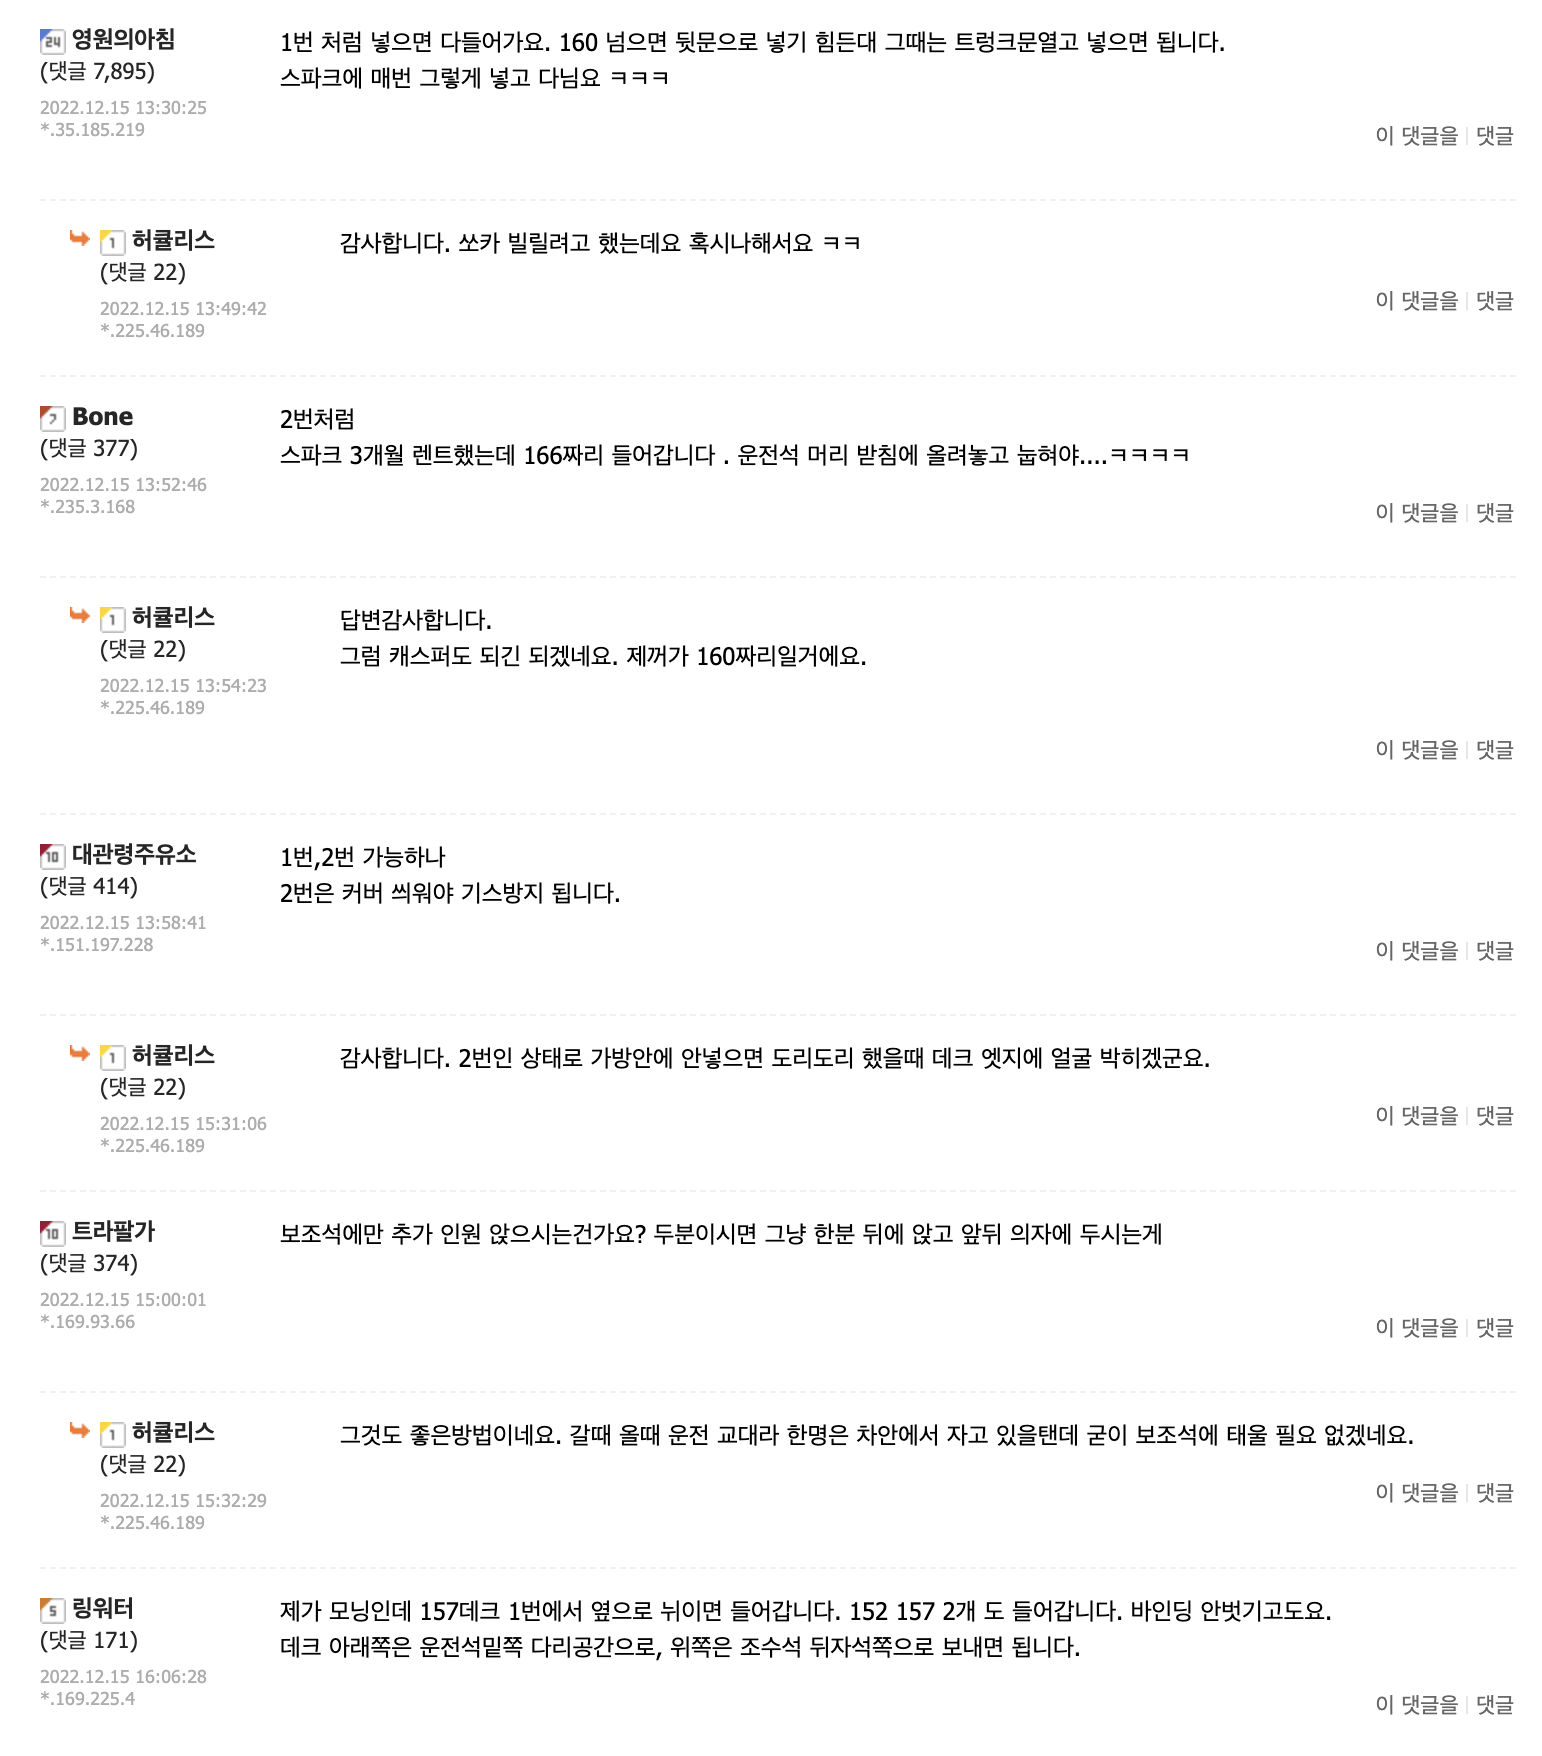 24 영원의아침
(댓글 7,895)
2022.12.15 13:30:25
*.35.185.219
1번 처럼 넣으면 다들어가요. 160 넘으면 뒷문으로 넣기 힘든대 그때는 트렁크문열고 넣으면 됩니다.
스파크에 매번 그렇게 넣고 다님요 ㅋㅋㅋ
이 댓글을 | 댓글
1 허큘리스
(댓글 22)
2022.12.15 13:49:42
*.225.46.189
감사합니다. 쏘카 빌릴려고 했는데요 혹시나해서요 ㅋㅋ
이 댓글을 | 댓글
7 Bone
(댓글 377)
2022.12.15 13:52:46
*.235.3.168
2번처럼
스파크 3개월 렌트했는데 166짜리 들어갑니다 . 운전석 머리 받침에 올려놓고 눕혀야....ㅋㅋㅋㅋ
이 댓글을 | 댓글
1 허큘리스
(댓글 22)
2022.12.15 13:54:23
*.225.46.189
답변감사합니다.
그럼 캐스퍼도 되긴 되겠네요. 제꺼가 160짜리일거에요.
이 댓글을 | 댓글
10 대관령주유소
(댓글 414)
2022.12.15 13:58:41
*.151.197.228
1번,2번 가능하나
2번은 커버 씌워야 기스방지 됩니다.
이 댓글을 | 댓글
1 허큘리스
(댓글 22)
2022.12.15 15:31:06
*.225.46.189
감사합니다. 2번인 상태로 가방안에 안넣으면 도리도리 했을때 데크 엣지에 얼굴 박히겠군요.
이 댓글을 | 댓글
10 트라팔가
(댓글 374)
2022.12.15 15:00:01
*.169.93.66
보조석에만 추가 인원 앉으시는건가요? 두분이시면 그냥 한분 뒤에 앉고 앞뒤 의자에 두시는게
이 댓글을 | 댓글
1 허큘리스
(댓글 22)
2022.12.15 15:32:29
*.225.46.189
그것도 좋은방법이네요. 갈때 올때 운전 교대라 한명은 차안에서 자고 있을탠데 굳이 보조석에 태울 필요 없겠네요.
이 댓글을 | 댓글
5 링워터
(댓글 171)
2022.12.15 16:06:28
*.169.225.4
제가 모닝인데 157데크 1번에서 옆으로 뉘이면 들어갑니다. 152 157 2개 도 들어갑니다. 바인딩 안벗기고도요.
데크 아래쪽은 운전석밑쪽 다리공간으로, 위쪽은 조수석 뒤자석쪽으로 보내면 됩니다.
이 댓글을 | 댓글